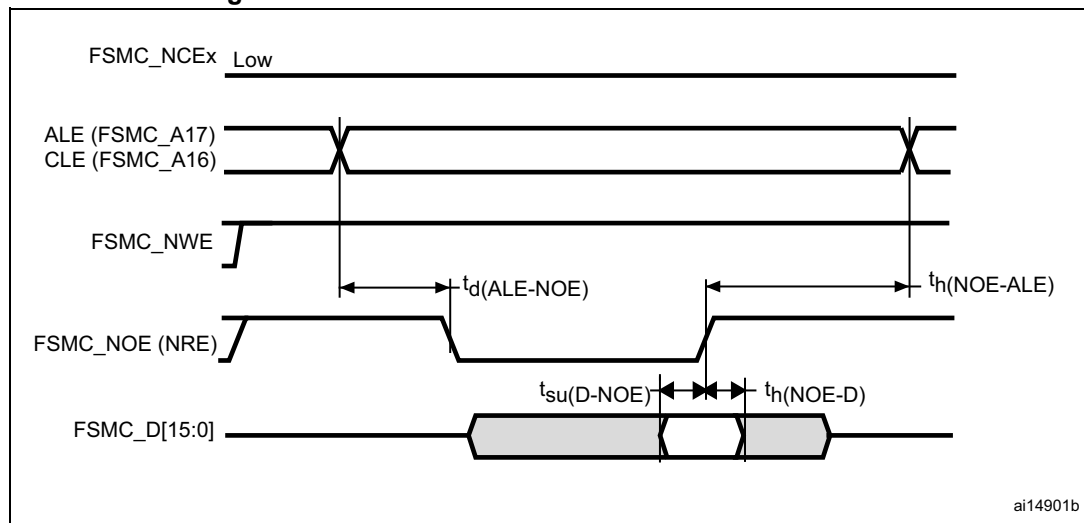 FSMC_NCEx Low
ALE (FSMC_A17)
CLE (FSMC_A16)
FSMC_NWE
td(ALE-NOE)
th(NOE-ALE)
FSMC_NOE (NRE)
tsu(D-NOE)
th(NOE-D)
FSMC_D[15:0]
ai14901b